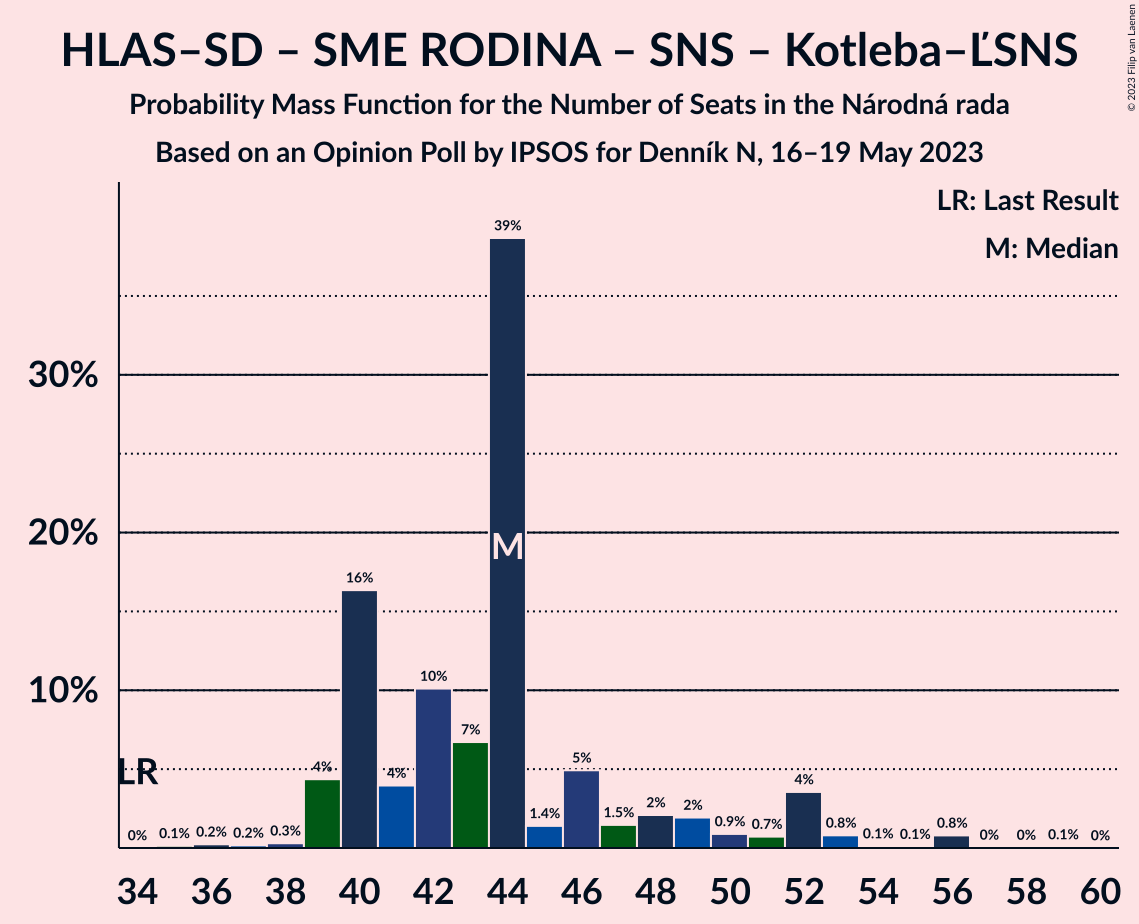 HLAS–SD – SME RODINA – SNS – Kotleba–ĽSNS
Probability Mass Function for the Number of Seats in the Národná rada
Based on an Opinion Poll by IPSOS for Denník N, 16–19 May 2023
© 2023 Filip van Laenen
LR: Last Result
M: Median
30%
20%
10%
LR
M
0% 0.1% 0.2% 0.2% 0.3% 4% 16% 4% 10% 7% 39% 1.4% 5% 1.5% 2% 2% 0.9% 0.7% 4% 0.8% 0.1% 0.1% 0.8% 0% 0% 0.1% 0%
34 36 38 40 42 44 46 48 50 52 54 56 58 60